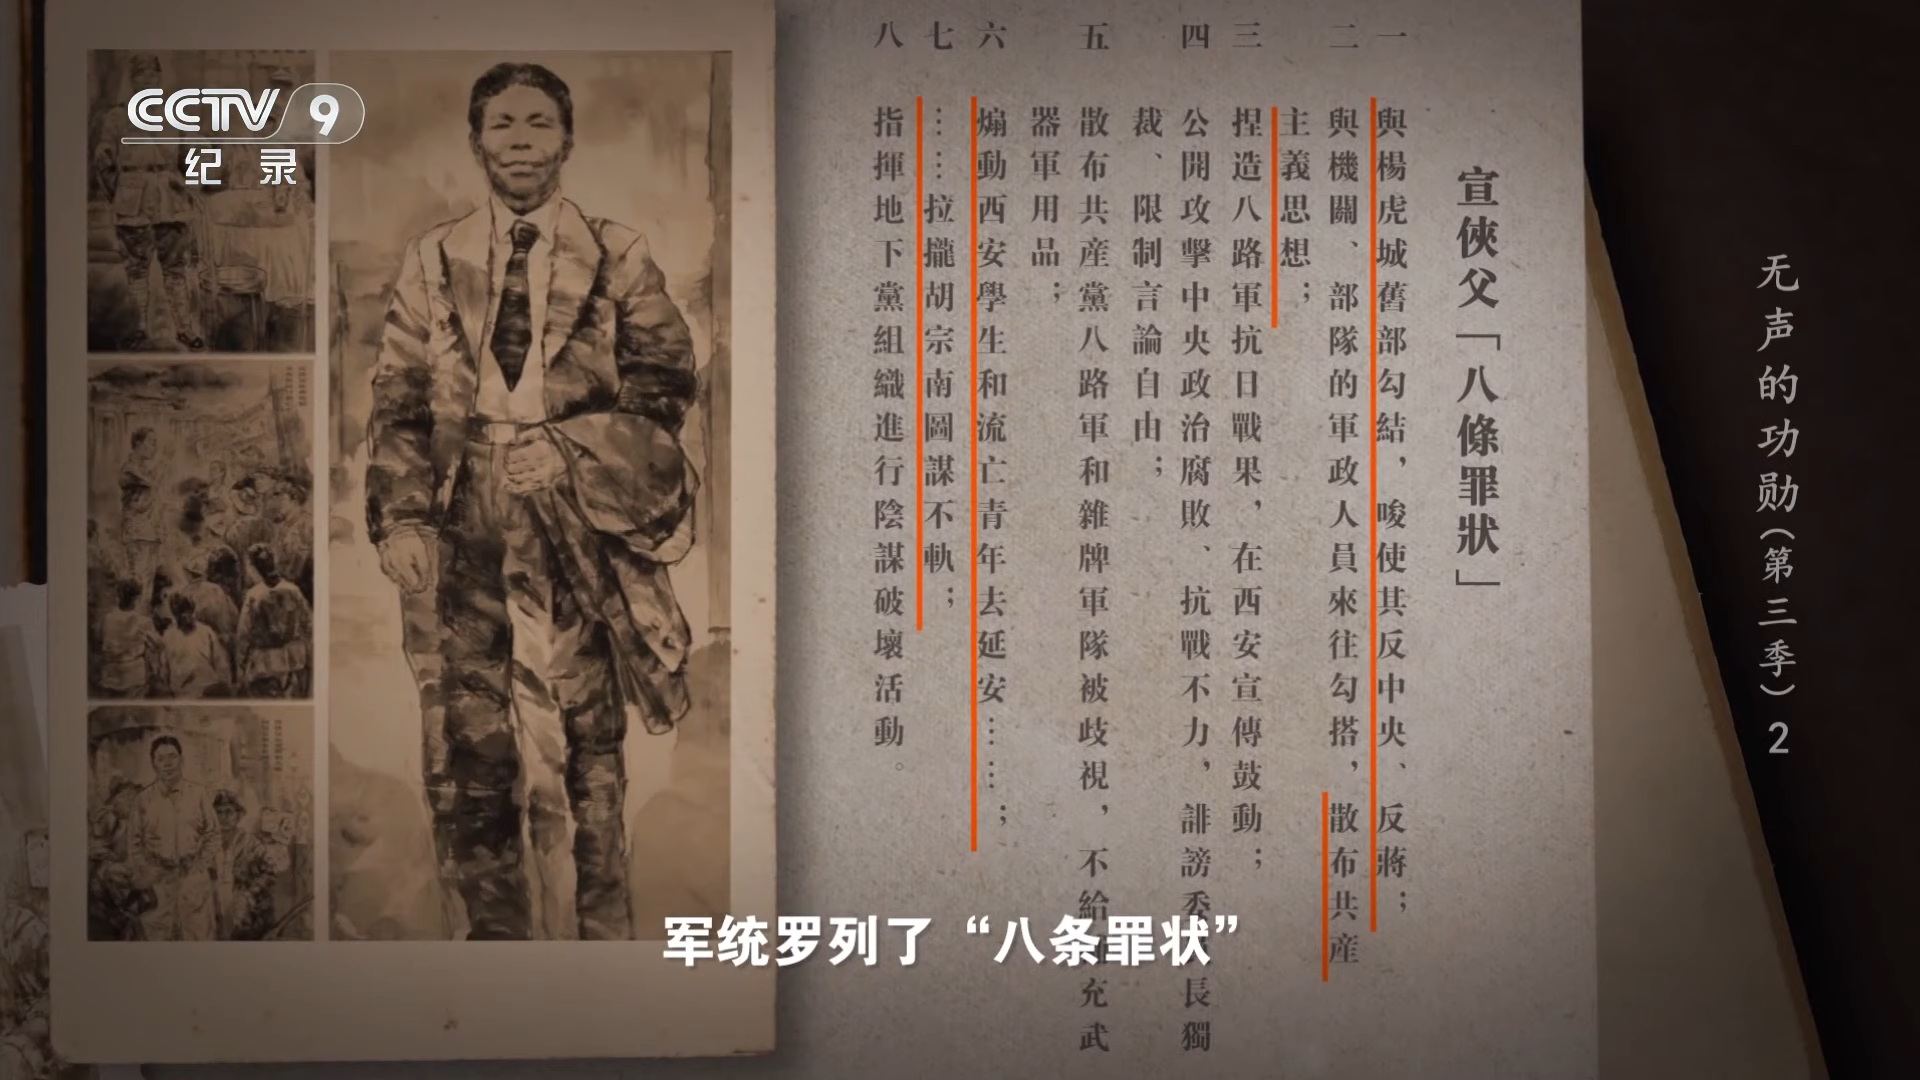 CCTV 9
纪录
宣俠父「八條罪狀」
一 與楊虎城舊部勾結，唆使其反中央、反蔣；
二 與機關、部隊的軍政人員來往勾搭，散布共産
主義思想；
三 捏造八路軍抗日戰果，在西安宣傳鼓動；
四 公開攻擊中央政治腐敗、抗戰不力，誹謗委 長獨
裁、限制言論自由；
五 散布共産黨八路軍和雜牌軍隊被歧視，不給 充武
器軍用品；
六 煽動西安學生和流亡青年去延安……；
七 ……拉攏胡宗南圖謀不軌；
八 指揮地下黨組織進行陰謀破壞活動。
无声的功勋(第三季)2
军统罗列了“八条罪状”